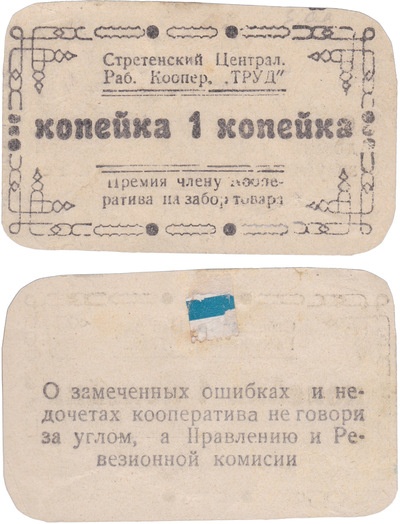 Стретенский Централ.
Раб. Коопер. „ТРУД"
копейка 1 копейка
Премия члену Коопе-
ратива на забор товара
О замеченных ошибках и не-
дочетах кооператива не говори
за углом, а Правлению и Ре-
везионной комисии